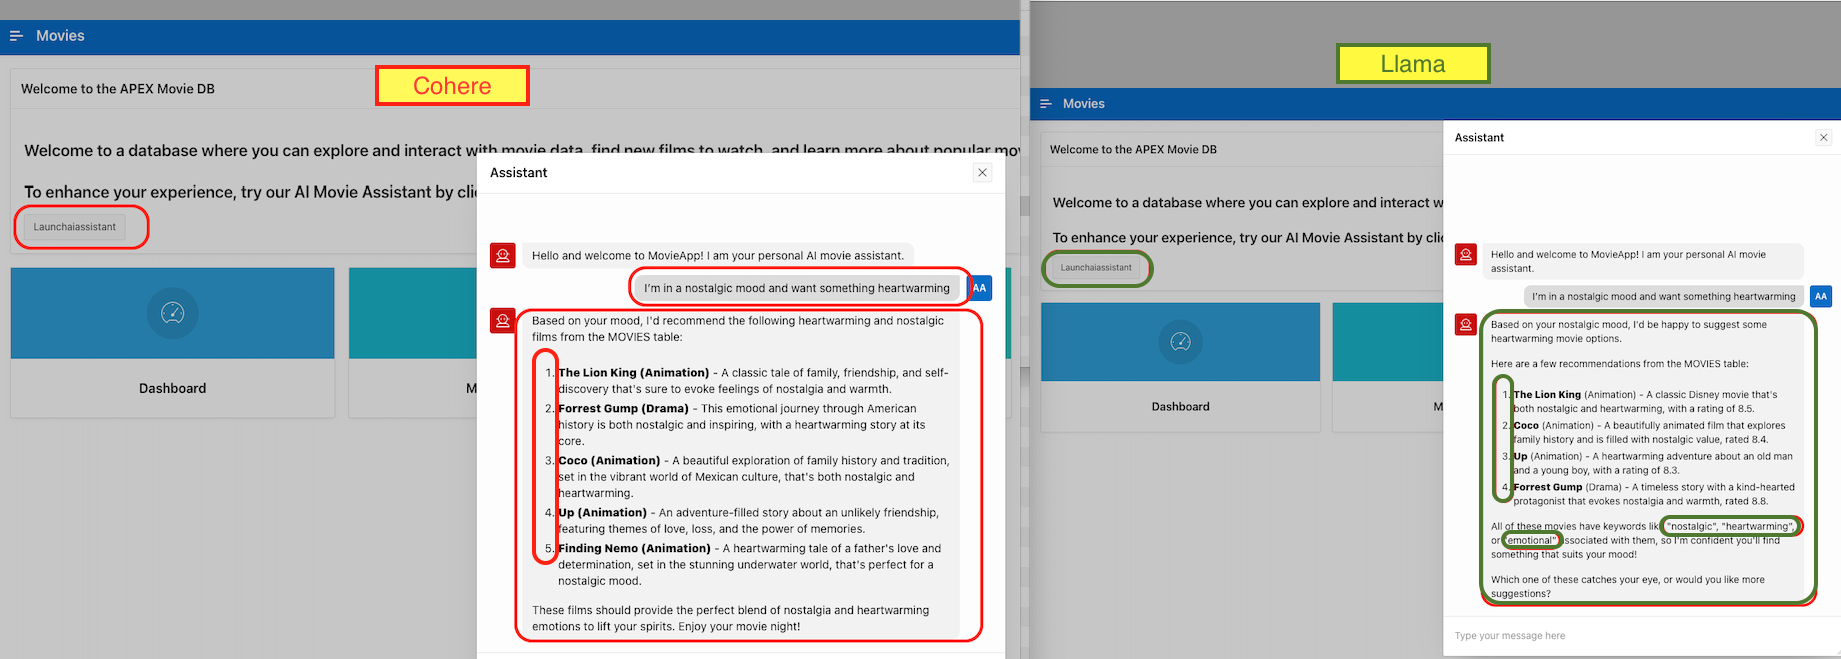 Movies
Cohere
Welcome to the APEX Movie DB
Welcome to a database where you can explore and interact with movie data, find new films to watch, and learn more about popular mov
To enhance your experience, try our AI Movie Assistant by clic
Launchaiassistant
Dashboard
M
Assistant
Hello and welcome to MovieApp! I am your personal AI movie assistant.
I'm in a nostalgic mood and want something heartwarming
AA
Based on your mood, I'd recommend the following heartwarming and nostalgic
films from the MOVIES table:
1. The Lion King (Animation) - A classic tale of family, friendship, and self-
discovery that's sure to evoke feelings of nostalgia and warmth.
2. Forrest Gump (Drama) - This emotional journey through American
history is both nostalgic and inspiring, with a heartwarming story at its
core.
3. Coco (Animation) - A beautiful exploration of family history and tradition,
set in the vibrant world of Mexican culture, that's both nostalgic and
heartwarming.
4. Up (Animation) - An adventure-filled story about an unlikely friendship,
featuring themes of love, loss, and the power of memories.
5. Finding Nemo (Animation) - A heartwarming tale of a father's love and
determination, set in the stunning underwater world, that's perfect for a
nostalgic mood.
These films should provide the perfect blend of nostalgia and heartwarming
emotions to lift your spirits. Enjoy your movie night!
Llama
Movies
Welcome to the APEX Movie DB
Welcome to a database where you can explore and interact w
To enhance your experience, try our AI Movie Assistant by clic
Launchaiassistant
Dashboard
M
Assistant
Hello and welcome to MovieApp! I am your personal AI movie
assistant.
I'm in a nostalgic mood and want something heartwarming
AA
Based on your nostalgic mood, I'd be happy to suggest some
heartwarming movie options.
Here are a few recommendations from the MOVIES table:
1. The Lion King (Animation) - A classic Disney movie that's
both nostalgic and heartwarming, with a rating of 8.5.
2. Coco (Animation) - A beautifully animated film that explores
family history and is filled with nostalgic value, rated 8.4.
3. Up (Animation) - A heartwarming adventure about an old man
and a young boy, with a rating of 8.3.
4. Forrest Gump (Drama) - A timeless story with a kind-hearted
protagonist that evokes nostalgia and warmth, rated 8.8.
All of these movies have keywords like "nostalgic", "heartwarming",
or "emotional" associated with them, so I'm confident you'll find
something that suits your mood!
Which one of these catches your eye, or would you like more
suggestions?
Type your message here